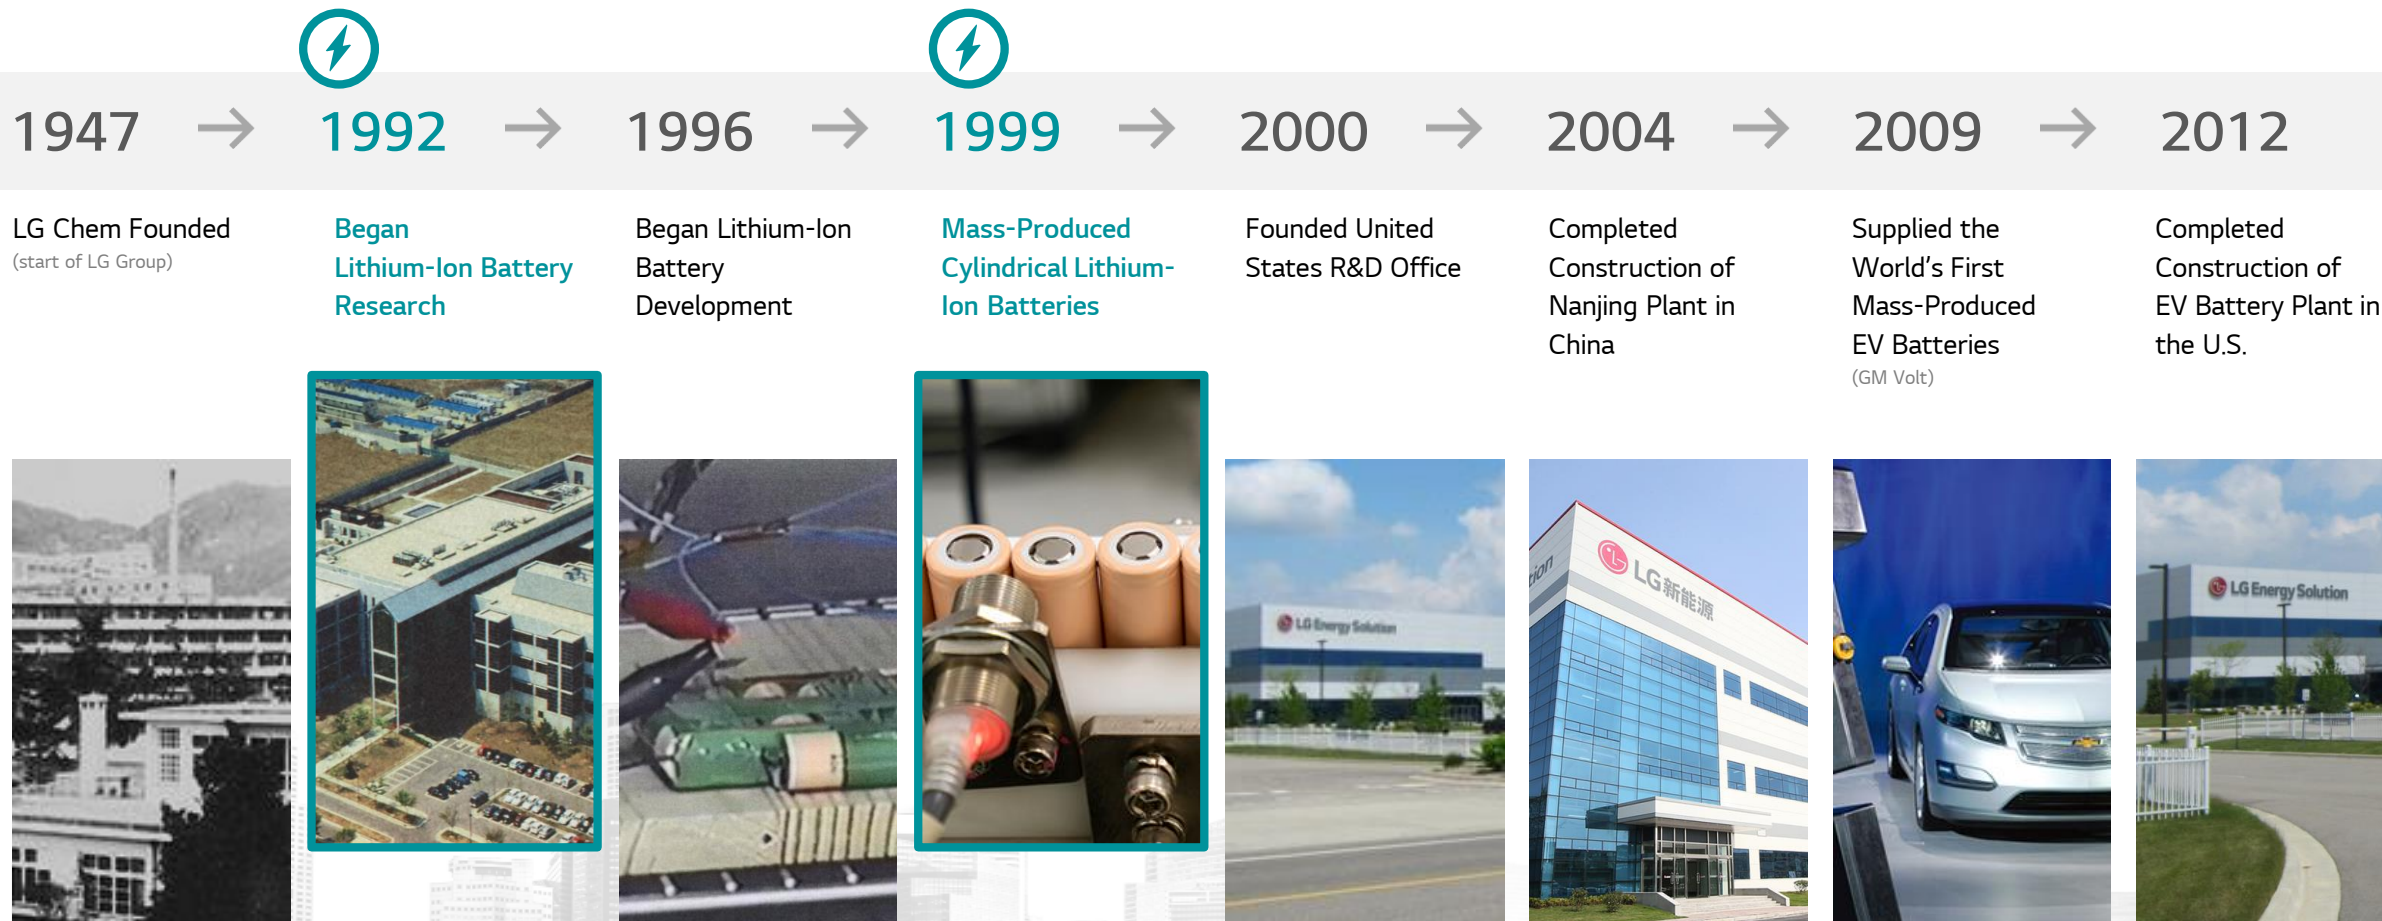 1947 → 1992 → 1996 → 1999 → 2000 → 2004 → 2009 → 2012
LG Chem Founded
(start of LG Group)
Began
Lithium-Ion Battery
Research
Began Lithium-Ion
Battery
Development
Mass-Produced
Cylindrical Lithium-
Ion Batteries
Founded United
States R&D Office
Completed
Construction of
Nanjing Plant in
China
Supplied the
World's First
Mass-Produced
EV Batteries
(GM Volt)
Completed
Construction of
EV Battery Plant in
the U.S.
LG Energy Solution
tion
LG新能源
LG Energy Solution